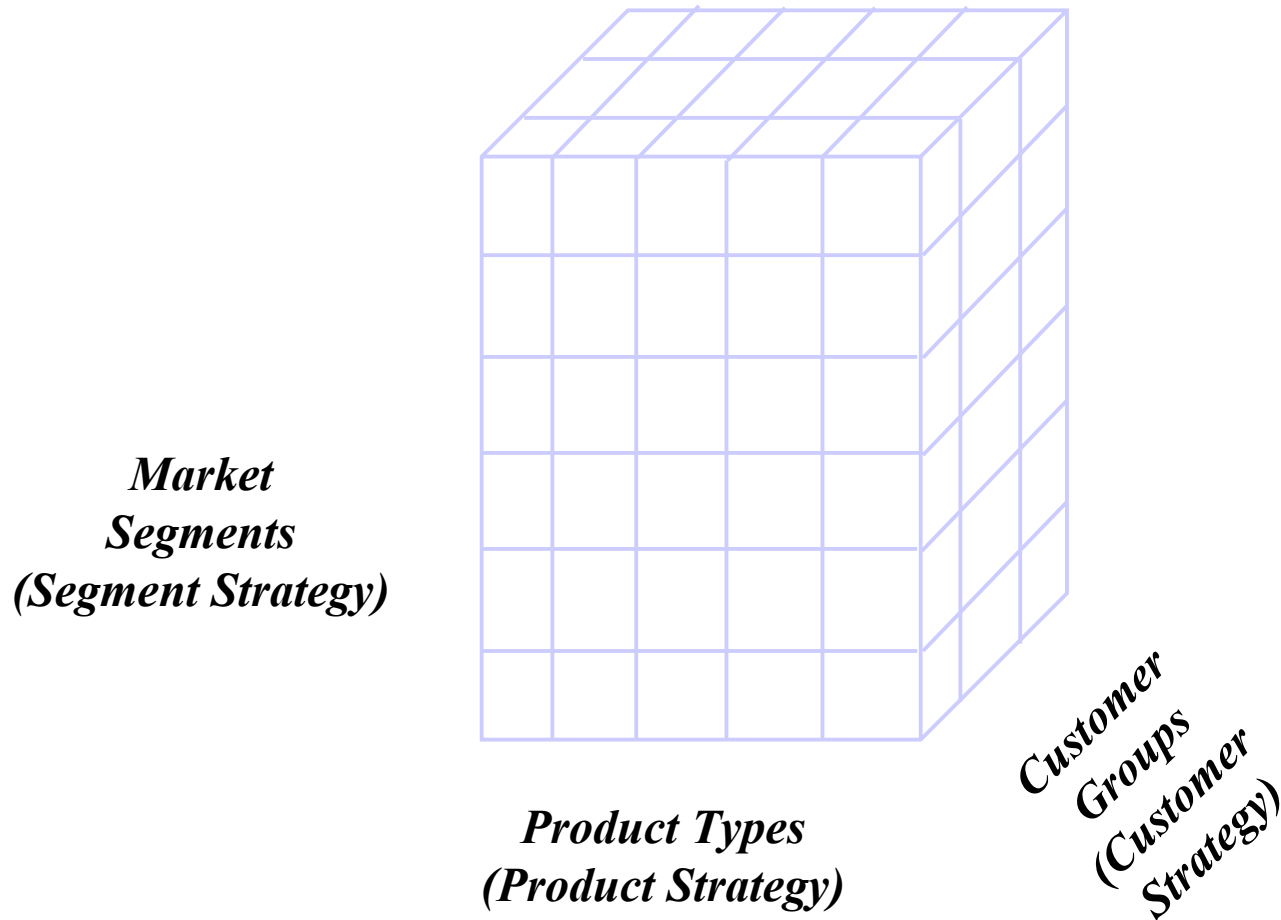 Market
Segments
(Segment Strategy)
Product Types
(Product Strategy)
Customer
Groups
(Customer
Strategy)